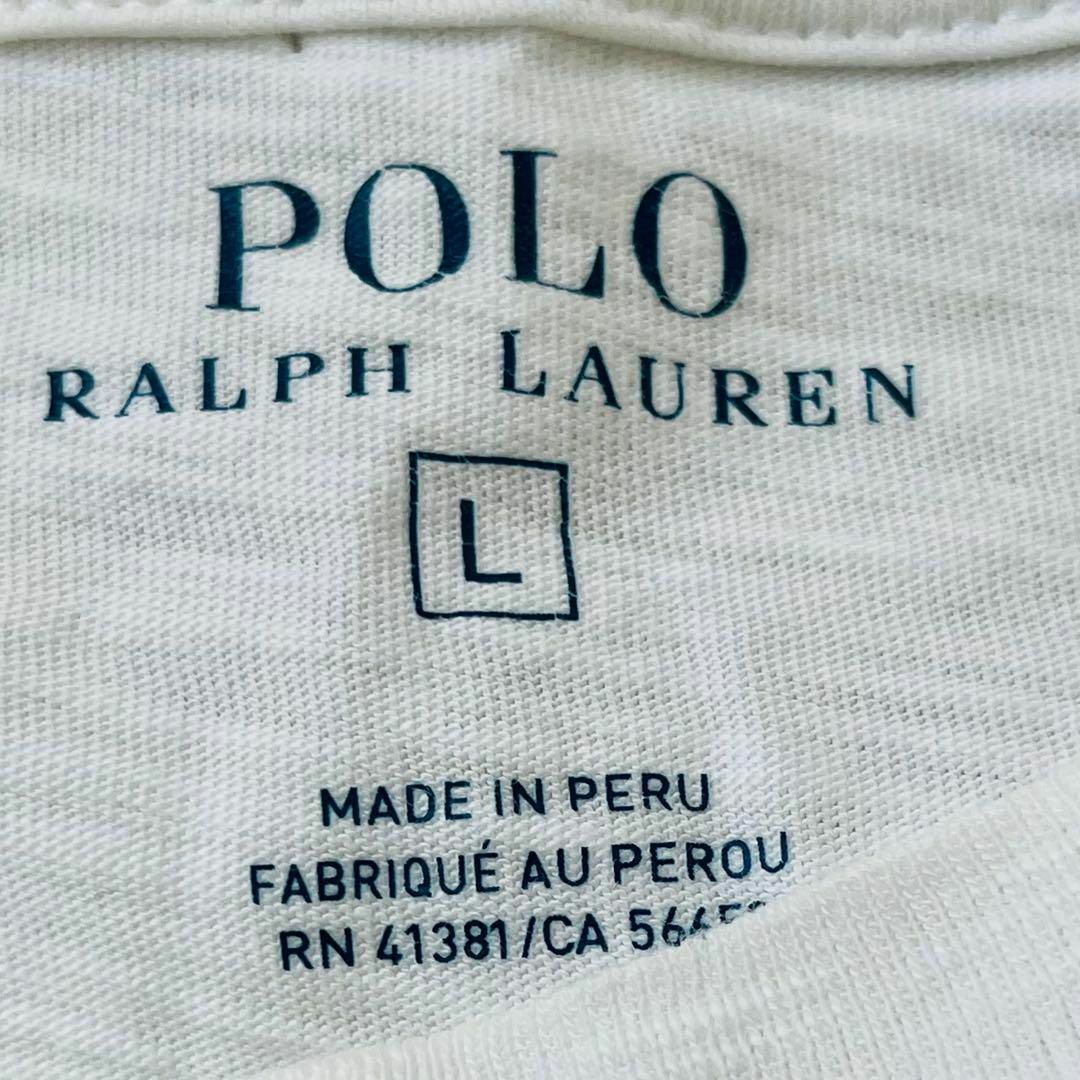 POLO
RALPH LAUREN
L
MADE IN PERU
FABRIQUÉ AU PEROU
RN 41381/CA